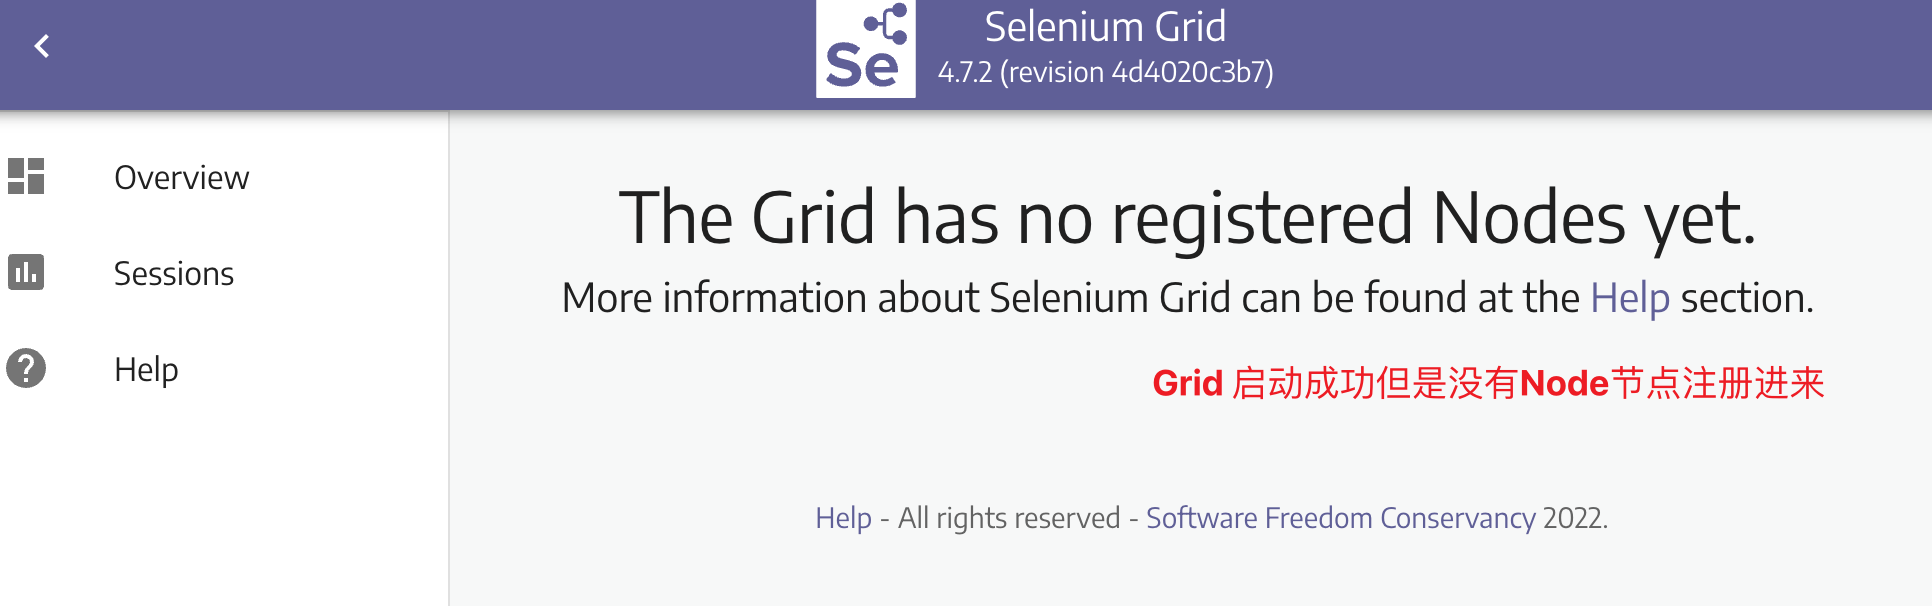 Se
Selenium Grid
4.7.2 (revision 4d4020c3b7)
Overview
Sessions
Help
The Grid has no registered Nodes yet.
More information about Selenium Grid can be found at the Help section.
Grid 启动成功但是没有Node节点注册进来
Help - All rights reserved - Software Freedom Conservancy 2022.